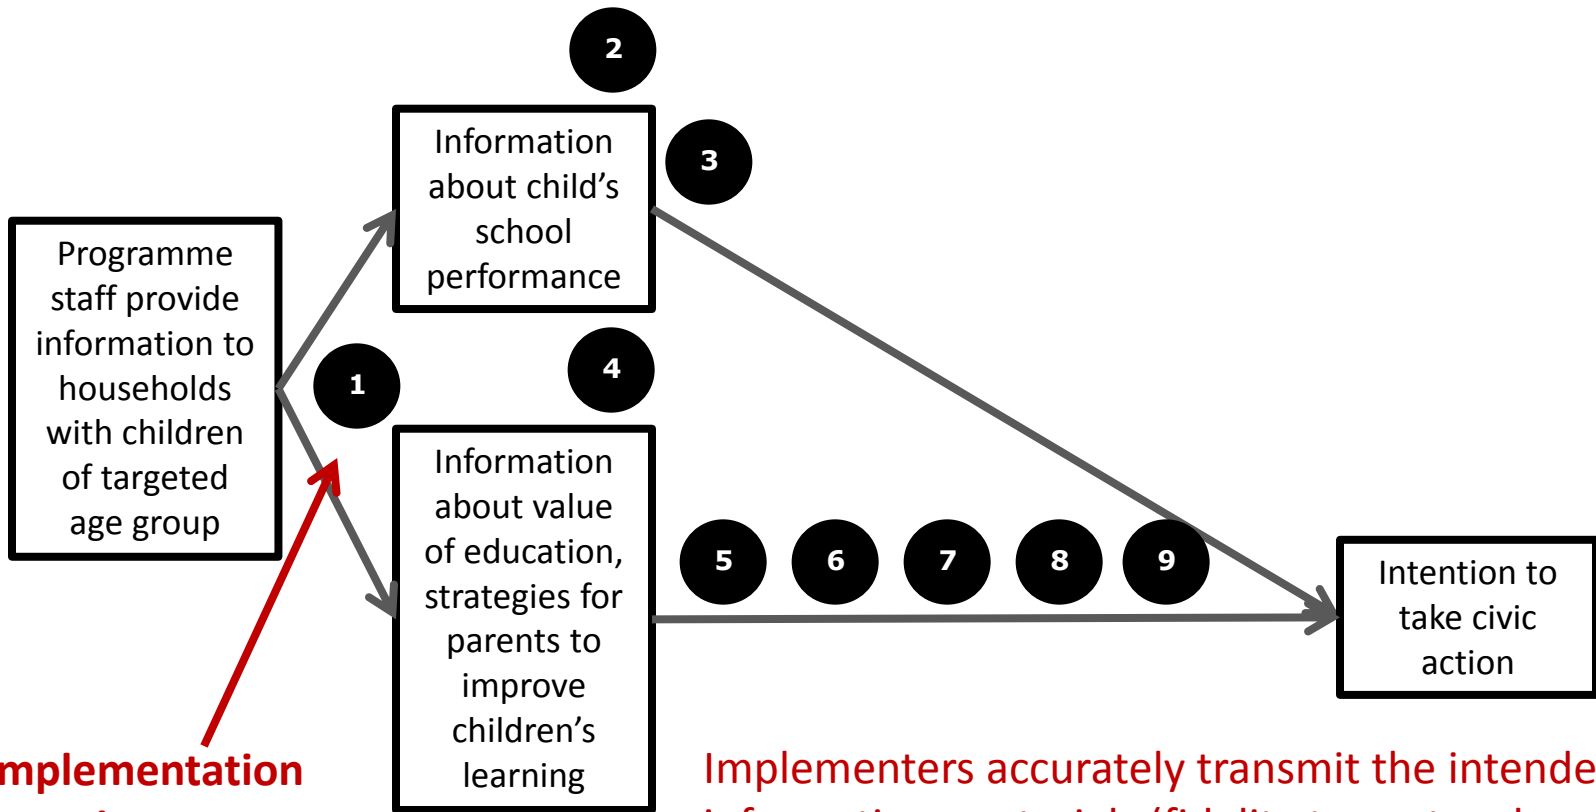 2
Information
about child’s
school
performance
3
Programme
staff provide
information to
households
with children
of targeted
age group
1
4
Information
about value
of education,
strategies for
parents to
improve
children’s
learning
5
6
7
8
9
Intention to
take civic
action
mplementation
Implementers accurately transmit the intende